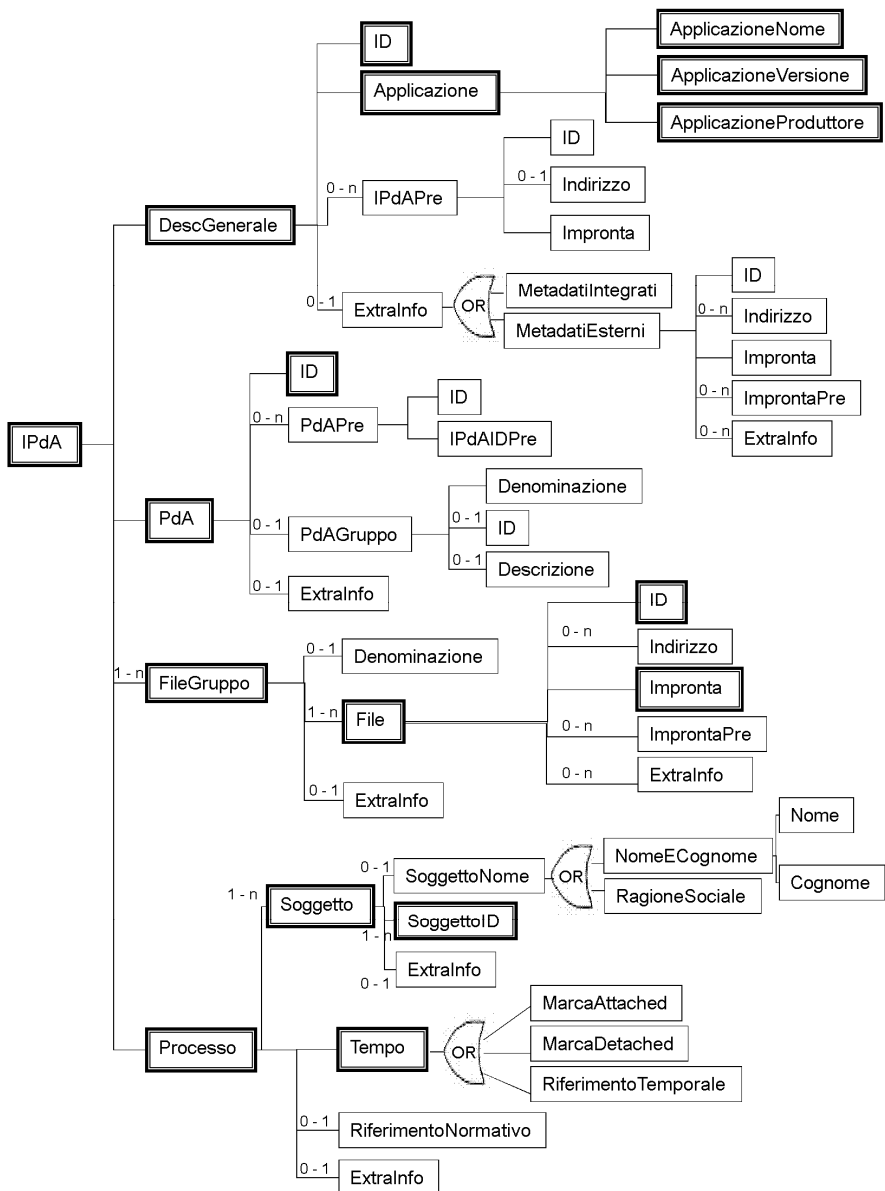 ID
ApplicazioneNome
Applicazione
ApplicazioneVersione
ApplicazioneProduttore
ID
0 - n
IPdAPre
0 - 1
Indirizzo
DescGenerale
Impronta
0 - 1
ExtraInfo
OR
MetadatiIntegrati
MetadatiEsterni
ID
0 - n
Indirizzo
Impronta
0 - n
ImprontaPre
0 - n
ExtraInfo
IPdA
ID
0 - n
PdAPre
ID
IPdAIDPre
PdA
0 - 1
PdAGruppo
Denominazione
0 - 1
ID
0 - 1
Descrizione
0 - 1
ExtraInfo
1 - n
FileGruppo
0 - 1
Denominazione
1 - n
File
ID
0 - n
Indirizzo
Impronta
0 - n
ImprontaPre
0 - n
ExtraInfo
0 - 1
ExtraInfo
1 - n
Soggetto
0 - 1
SoggettoNome
OR
NomeECognome
Nome
Cognome
RagioneSociale
SoggettoID
1 - n
ExtraInfo
0 - 1
Processo
Tempo
OR
MarcaAttached
MarcaDetached
RiferimentoTemporale
0 - 1
RiferimentoNormativo
0 - 1
ExtraInfo